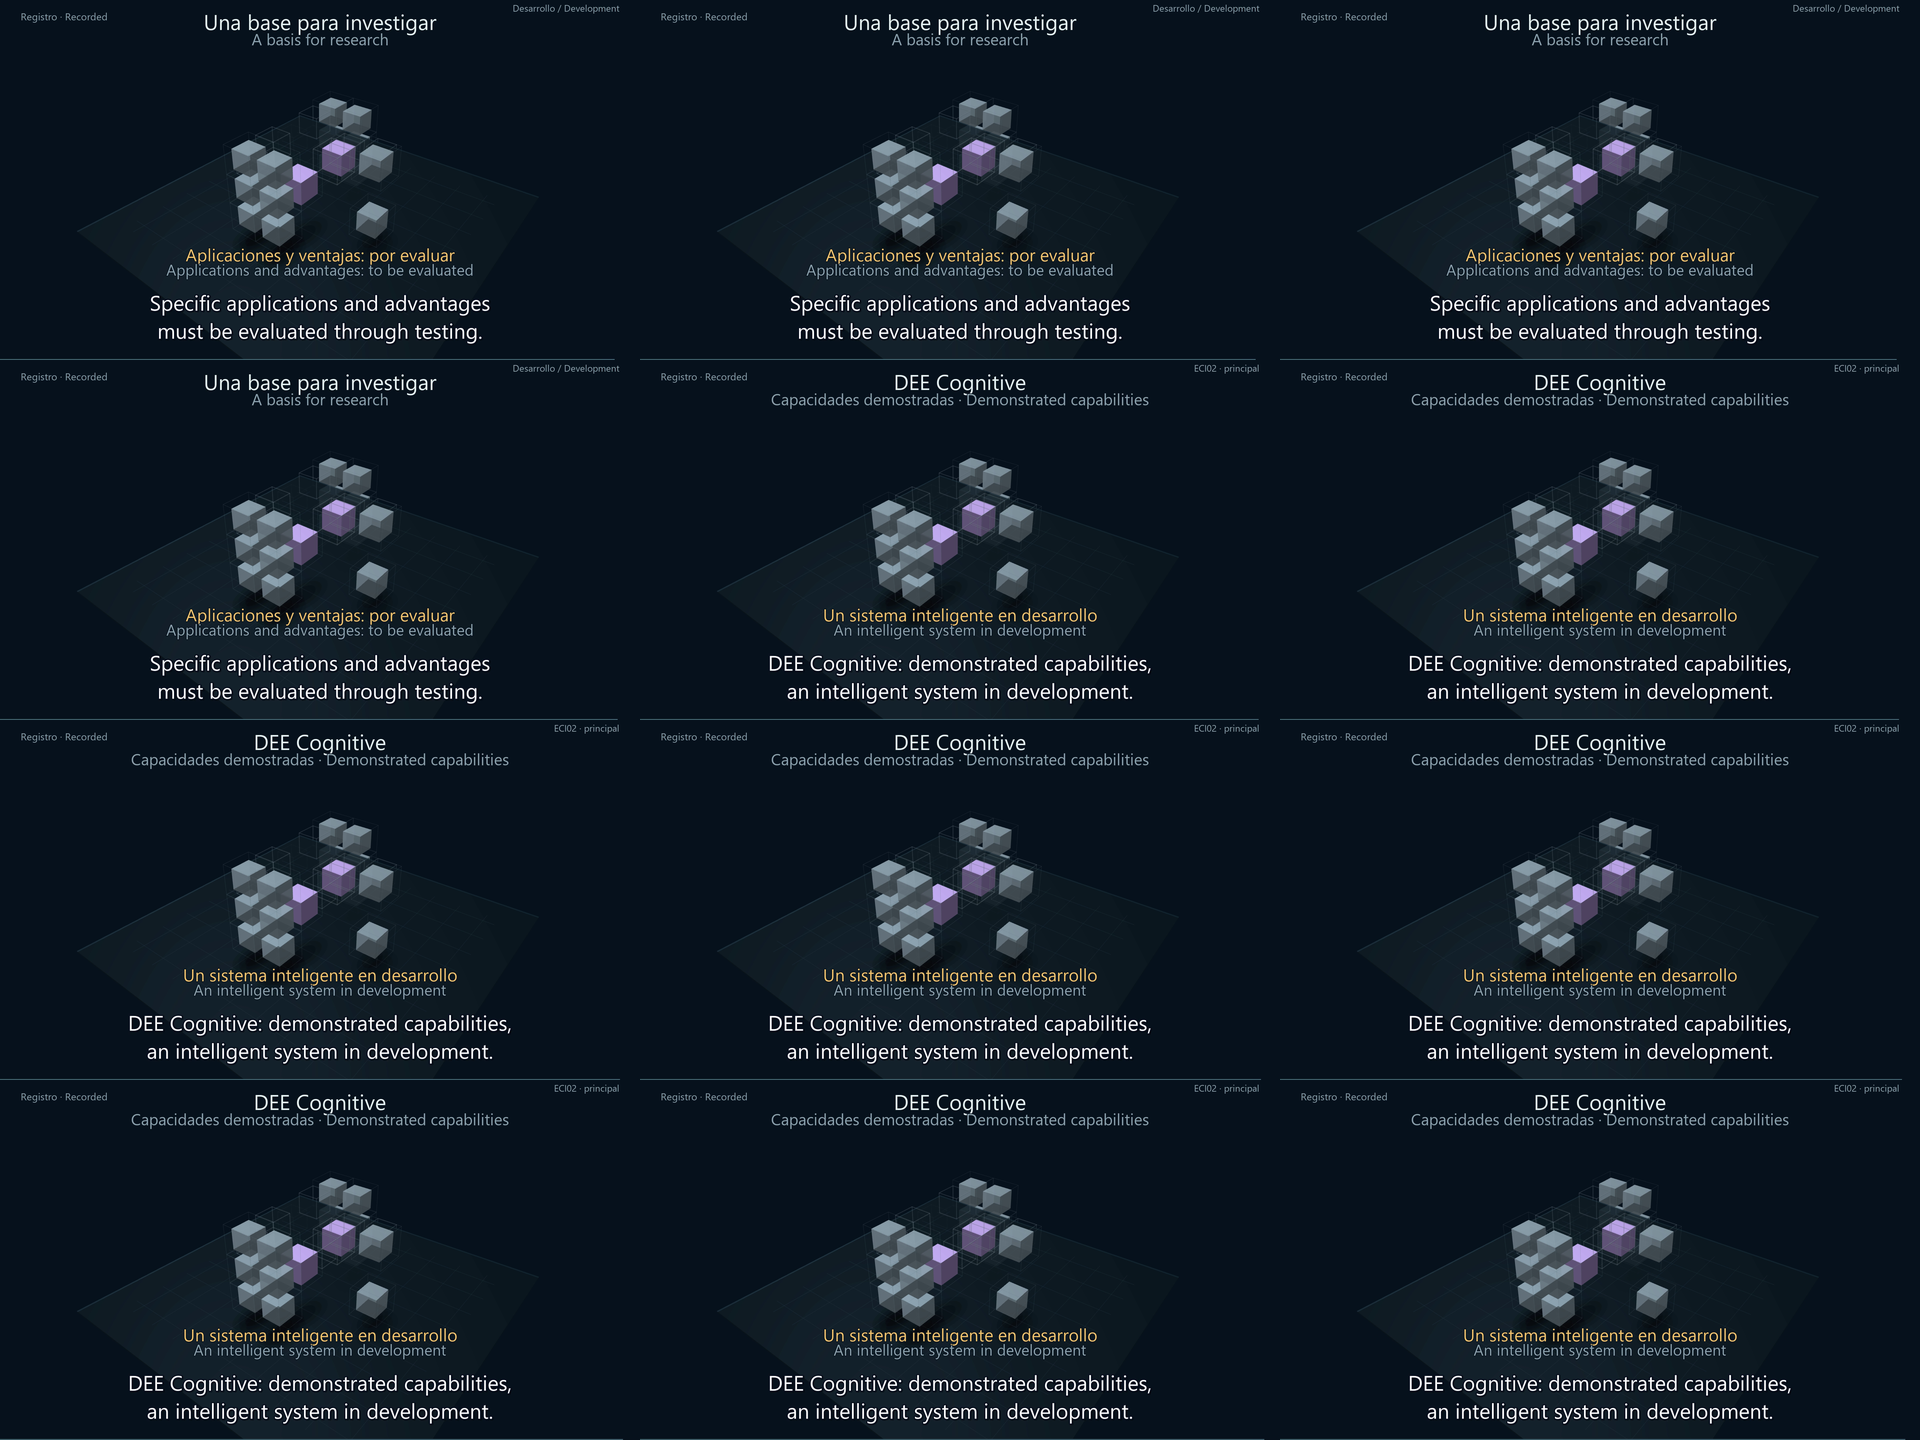 Registro · Recorded
Desarrollo / Development
Una base para investigar
A basis for research
Aplicaciones y ventajas: por evaluar
Applications and advantages: to be evaluated
Specific applications and advantages
must be evaluated through testing.
Registro · Recorded
Desarrollo / Development
Una base para investigar
A basis for research
Aplicaciones y ventajas: por evaluar
Applications and advantages: to be evaluated
Specific applications and advantages
must be evaluated through testing.
Registro · Recorded
Desarrollo / Development
Una base para investigar
A basis for research
Aplicaciones y ventajas: por evaluar
Applications and advantages: to be evaluated
Specific applications and advantages
must be evaluated through testing.
Registro · Recorded
Desarrollo / Development
Una base para investigar
A basis for research
Aplicaciones y ventajas: por evaluar
Applications and advantages: to be evaluated
Specific applications and advantages
must be evaluated through testing.
Registro · Recorded
ECI02 · principal
DEE Cognitive
Capacidades demostradas · Demonstrated capabilities
Un sistema inteligente en desarrollo
An intelligent system in development
DEE Cognitive: demonstrated capabilities,
an intelligent system in development.
Registro · Recorded
ECI02 · principal
DEE Cognitive
Capacidades demostradas · Demonstrated capabilities
Un sistema inteligente en desarrollo
An intelligent system in development
DEE Cognitive: demonstrated capabilities,
an intelligent system in development.
Registro · Recorded
ECI02 · principal
DEE Cognitive
Capacidades demostradas · Demonstrated capabilities
Un sistema inteligente en desarrollo
An intelligent system in development
DEE Cognitive: demonstrated capabilities,
an intelligent system in development.
Registro · Recorded
ECI02 · principal
DEE Cognitive
Capacidades demostradas · Demonstrated capabilities
Un sistema inteligente en desarrollo
An intelligent system in development
DEE Cognitive: demonstrated capabilities,
an intelligent system in development.
Registro · Recorded
ECI02 · principal
DEE Cognitive
Capacidades demostradas · Demonstrated capabilities
Un sistema inteligente en desarrollo
An intelligent system in development
DEE Cognitive: demonstrated capabilities,
an intelligent system in development.
Registro · Recorded
ECI02 · principal
DEE Cognitive
Capacidades demostradas · Demonstrated capabilities
Un sistema inteligente en desarrollo
An intelligent system in development
DEE Cognitive: demonstrated capabilities,
an intelligent system in development.
Registro · Recorded
ECI02 · principal
DEE Cognitive
Capacidades demostradas · Demonstrated capabilities
Un sistema inteligente en desarrollo
An intelligent system in development
DEE Cognitive: demonstrated capabilities,
an intelligent system in development.
Registro · Recorded
ECI02 · principal
DEE Cognitive
Capacidades demostradas · Demonstrated capabilities
Un sistema inteligente en desarrollo
An intelligent system in development
DEE Cognitive: demonstrated capabilities,
an intelligent system in development.